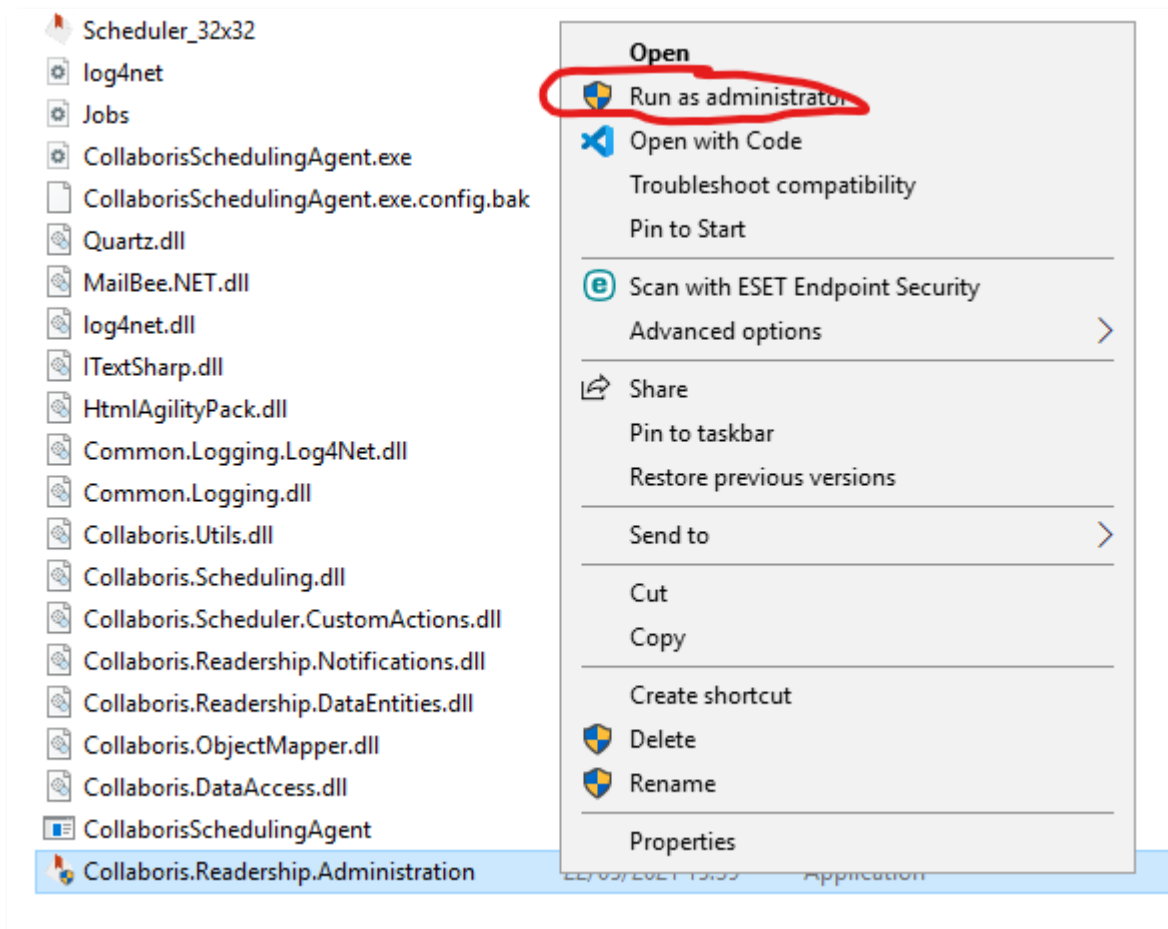 Scheduler_32x32
log4net
Jobs
CollaborisSchedulingAgent.exe
CollaborisSchedulingAgent.exe.config.bak
Quartz.dll
MailBee.NET.dll
log4net.dll
ITextSharp.dll
HtmlAgilityPack.dll
Common.Logging.Log4Net.dll
Common.Logging.dll
Collaboris.Utils.dll
Collaboris.Scheduling.dll
Collaboris.Scheduler.CustomActions.dll
Collaboris.Readership.Notifications.dll
Collaboris.Readership.DataEntities.dll
Collaboris.ObjectMapper.dll
Collaboris.DataAccess.dll
CollaborisSchedulingAgent
Collaboris.Readership.Administration Application
Open
Run as administrator
Open with Code
Troubleshoot compatibility
Pin to Start
Scan with ESET Endpoint Security
Advanced options
Share
Pin to taskbar
Restore previous versions
Send to
Cut
Copy
Create shortcut
Delete
Rename
Properties